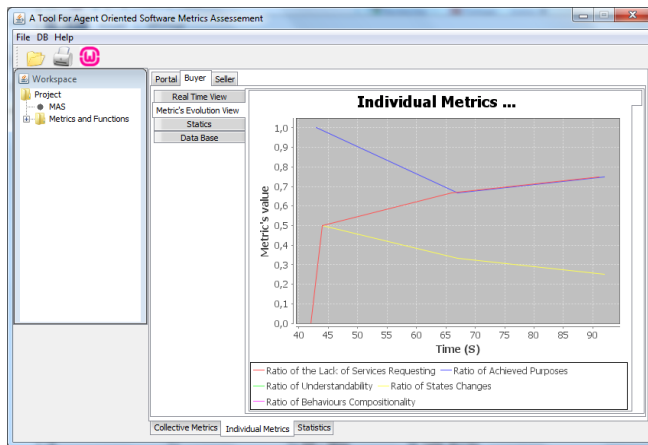 A Tool For Agent Oriented Software Metrics Assessement
File DB Help
Workspace
Project
MAS
Metrics and Functions
Portal Buyer Seller
Real Time View
Metric's Evolution View
Statics
Data Base
Individual Metrics ...
Metric's value
1,0
0,9
0,8
0,7
0,6
0,5
0,4
0,3
0,2
0,1
0,0
40 45 50 55 60 65 70 75 80 85 90
Time (S)
Ratio of the Lack of Services Requesting Ratio of Achieved Purposes
Ratio of Understandability Ratio of States Changes
Ratio of Behaviours Compositionality
Collective Metrics Individual Metrics Statistics